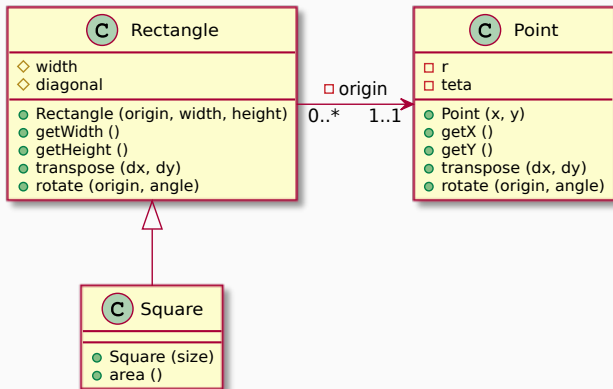 C Rectangle
width
diagonal
Rectangle (origin, width, height)
getWidth ()
getHeight ()
transpose (dx, dy)
rotate (origin, angle)
origin
0..* 1..1
C Point
r
teta
Point (x, y)
getX ()
getY ()
transpose (dx, dy)
rotate (origin, angle)
C Square
Square (size)
area ()